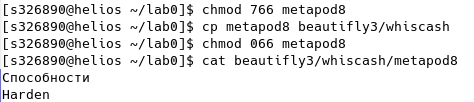 [s326890@helios ~/lab0]$ chmod 766 metapod8
[s326890@helios ~/lab0]$ cp metapod8 beautifly3/whiscash
[s326890@helios ~/lab0]$ chmod 066 metapod8
[s326890@helios ~/lab0]$ cat beautifly3/whiscash/metapod8
Способности
Harden